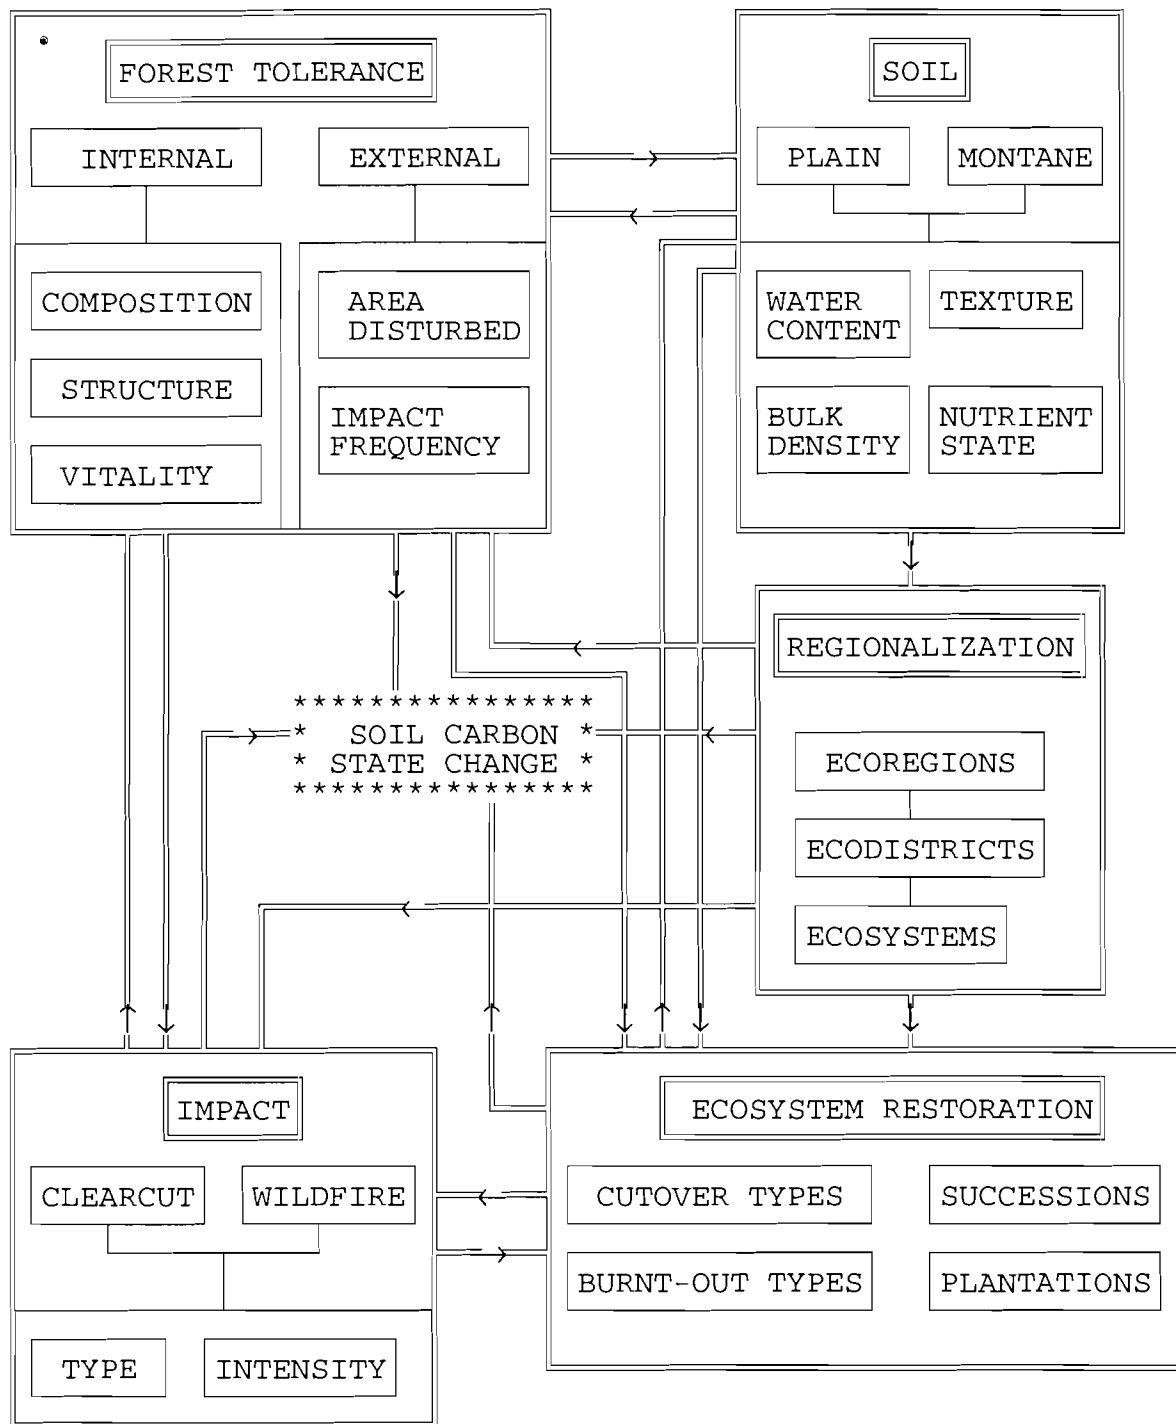 FOREST TOLERANCE
INTERNAL
EXTERNAL
COMPOSITION
STRUCTURE
VITALITY
AREA
DISTURBED
IMPACT
FREQUENCY
SOIL
PLAIN
MONTANE
WATER
CONTENT
TEXTURE
BULK
DENSITY
NUTRIENT
STATE
REGIONALIZATION
ECOREGIONS
ECODISTRICTS
ECOSYSTEMS
****************
* SOIL CARBON *
* STATE CHANGE *
****************
IMPACT
CLEARCUT
WILDFIRE
TYPE
INTENSITY
ECOSYSTEM RESTORATION
CUTOVER TYPES
SUCCESSIONS
BURNT-OUT TYPES
PLANTATIONS